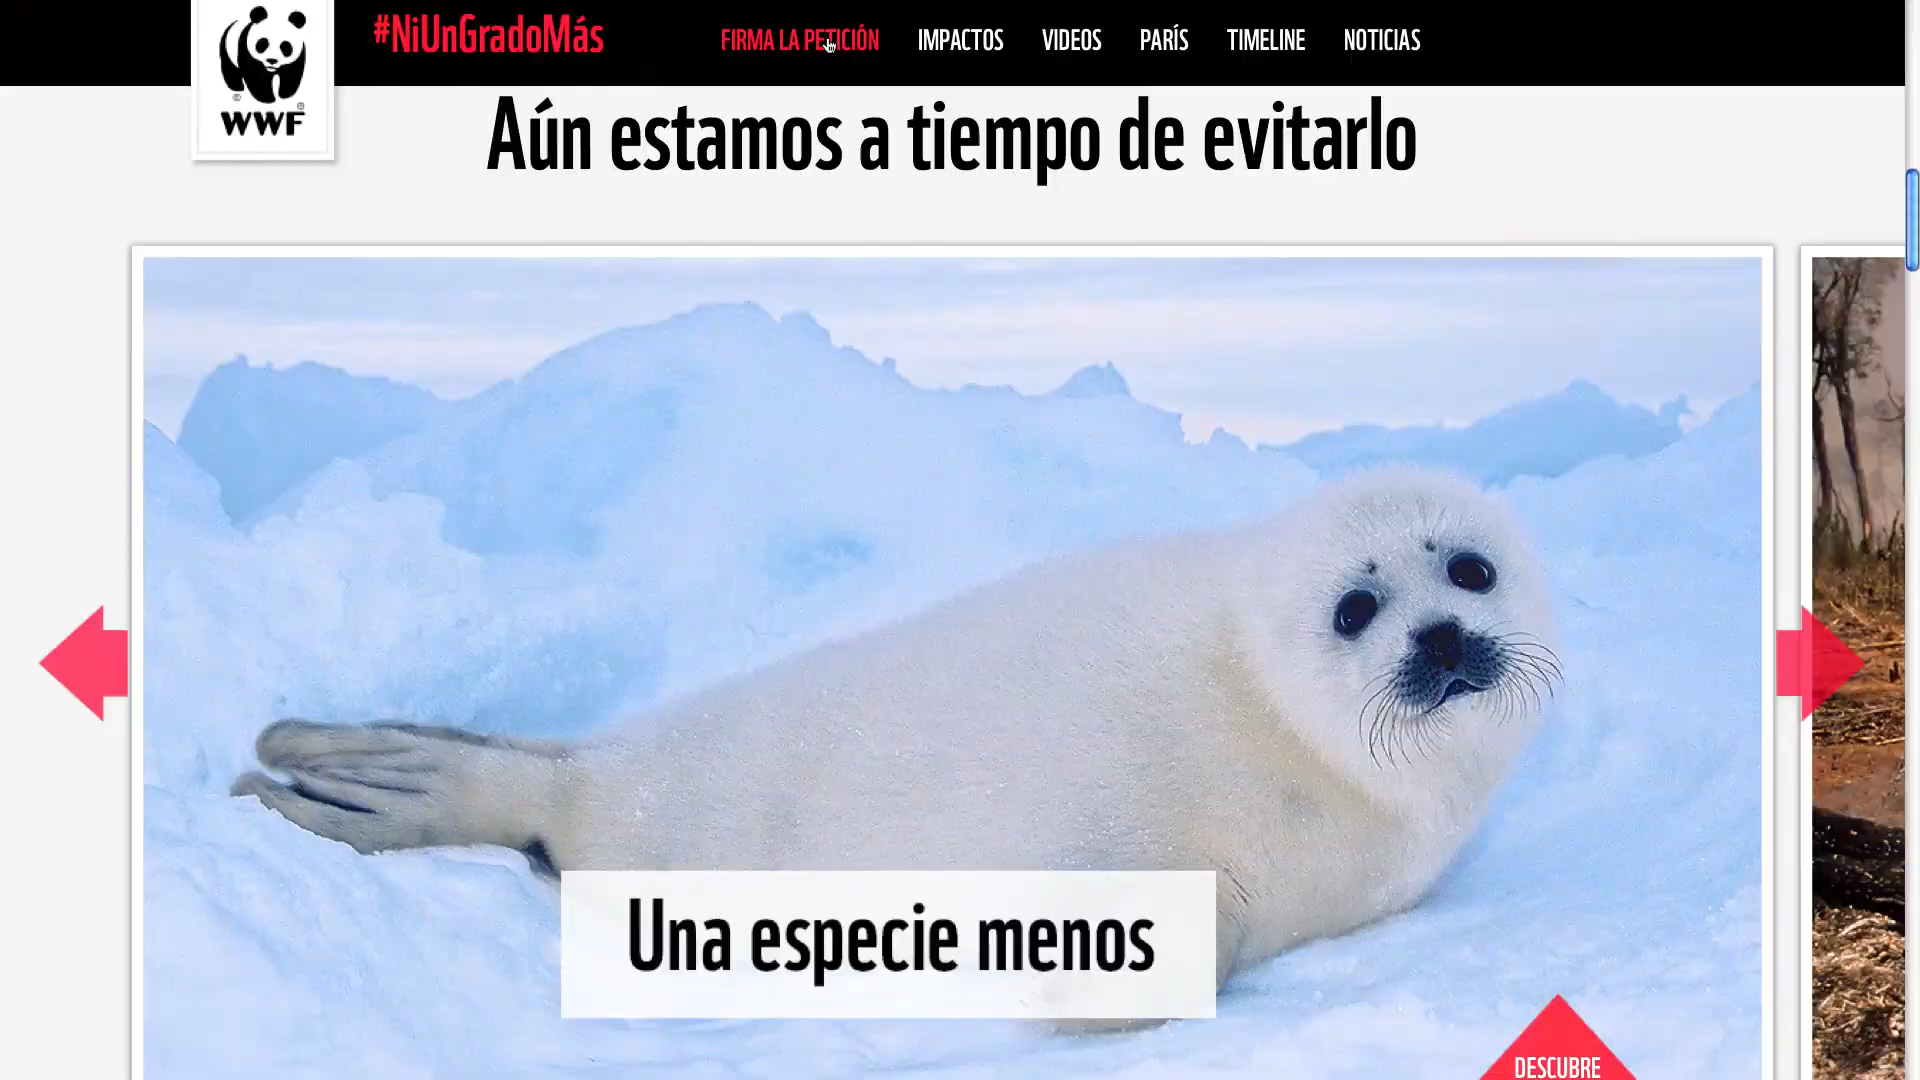 WWF
#NiUnGradoMás
FIRMA LA PETICIÓN
IMPACTOS
VIDEOS
PARÍS
TIMELINE
NOTICIAS
Aún estamos a tiempo de evitarlo
Una especie menos
DESCUBRE